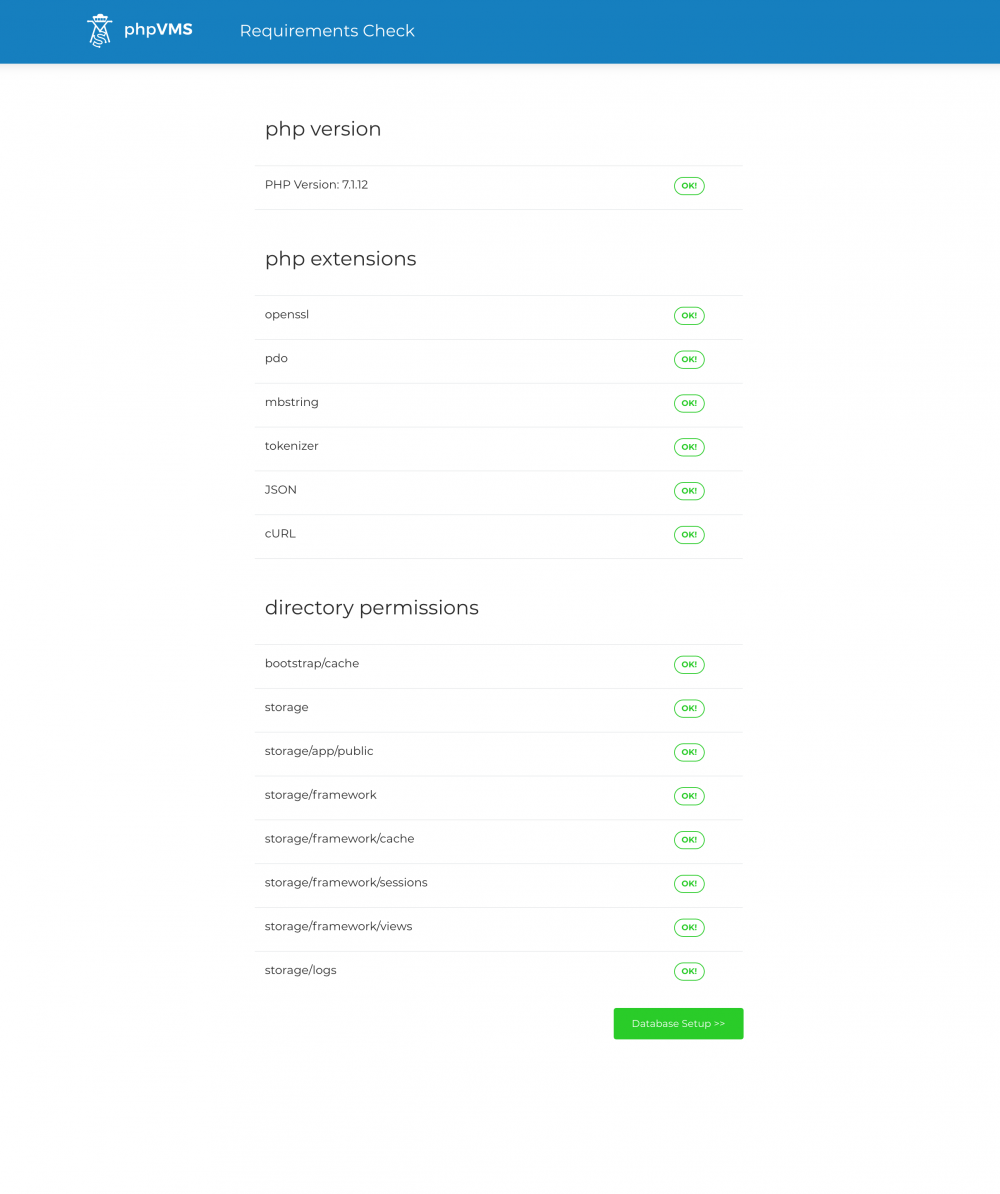 phpVMS
Requirements Check
php version
PHP Version: 7.1.12 OK!
php extensions
openssl OK!
pdo OK!
mbstring OK!
tokenizer OK!
JSON OK!
cURL OK!
directory permissions
bootstrap/cache OK!
storage OK!
storage/app/public OK!
storage/framework OK!
storage/framework/cache OK!
storage/framework/sessions OK!
storage/framework/views OK!
storage/logs OK!
Database Setup >>